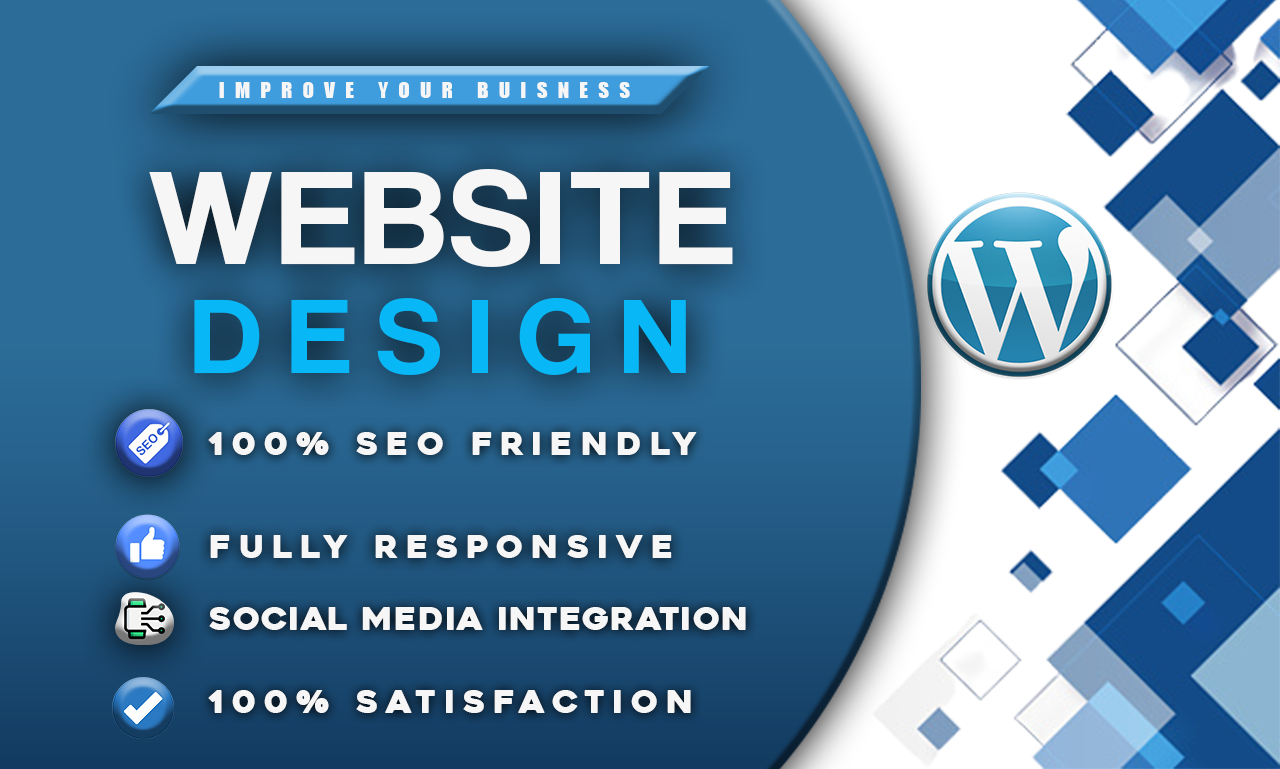 IMPROVE YOUR BUISNESS
WEBSITE
DESIGN
SEO
100% SEO FRIENDLY
FULLY RESPONSIVE
SOCIAL MEDIA INTEGRATION
100% SATISFACTION
W